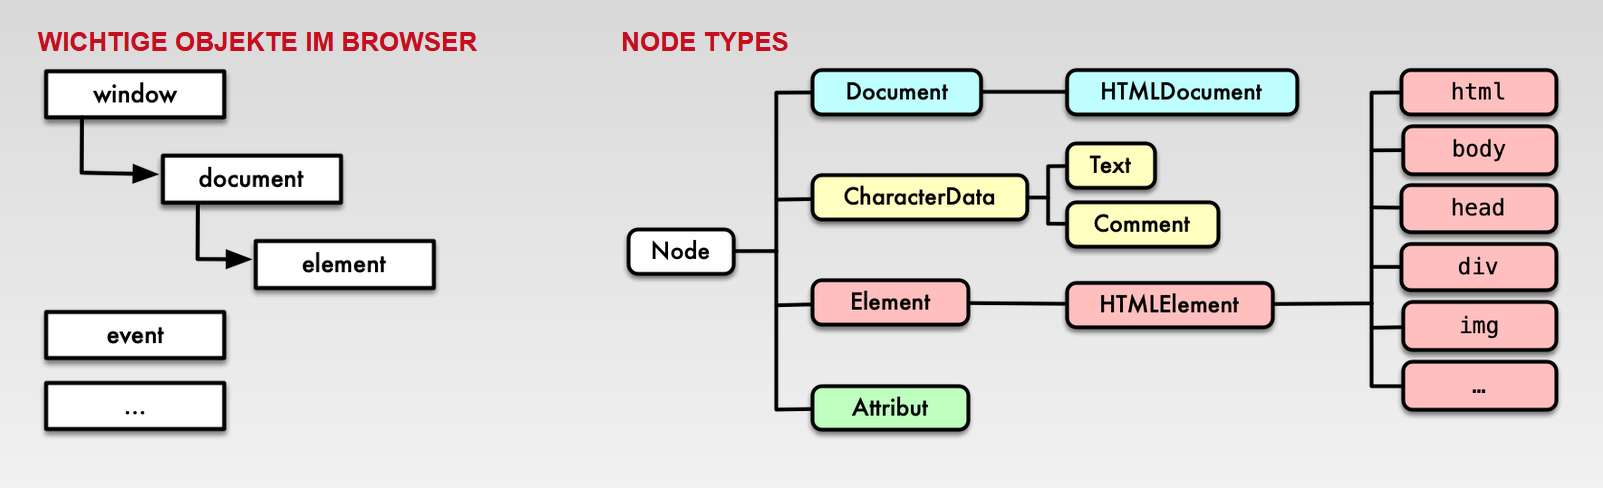 WICHTIGE OBJEKTE IM BROWSER
window
document
element
event
...
NODE TYPES
Node
Document
HTMLDocument
CharacterData
Text
Comment
Element
HTMLElement
Attribut
html
body
head
div
img
…